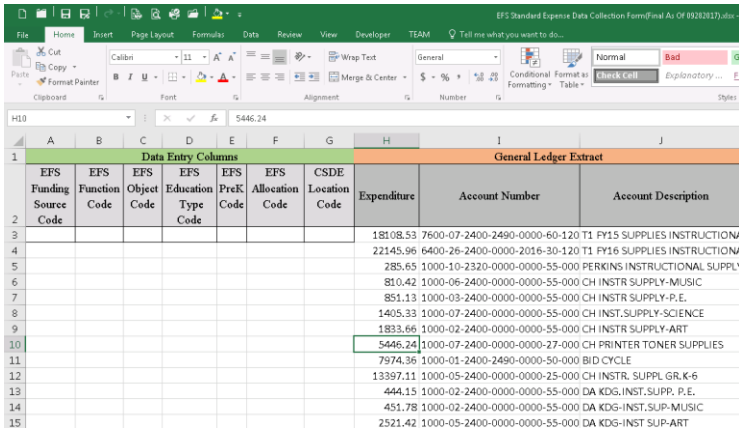 EFS Standard Expense Data Collection Form(Final As Of 09282017).xlsx -
File Home Insert Page Layout Formulas Data Review View Developer TEAM Tell me what you want to do...
Cut
Copy
Format Painter
Paste
Clipboard
Calibri 11 A A
B I U A
Font
Wrap Text
Merge & Center
Alignment
General
$ % , .0 .00
Number
Conditional Formatting
Format as Table
Normal Bad G
Check Cell Explanatory ... E
Styles
H10 fx 5446.24
A B C D E F G H I J
1 Data Entry Columns General Ledger Extract
2 EFS Funding Source Code EFS Function Code EFS Object Code EFS Education Type Code EFS PreK Code EFS Allocation Code CSDE Location Code Expenditure Account Number Account Description
3 18108.53 7600-07-2400-2490-0000-60-120 T1 FY15 SUPPLIES INSTRUCTIONA
4 22145.96 6400-26-2400-0000-2016-30-120 T1 FY16 SUPPLIES INSTRUCTIONA
5 285.65 1000-10-2320-0000-0000-55-000 PERKINS INSTRUCTIONAL SUPPLY
6 810.42 1000-06-2400-0000-0000-55-000 CH INSTR SUPPLY-MUSIC
7 851.13 1000-03-2400-0000-0000-55-000 CH INSTR SUPPLY-P.E.
8 1405.33 1000-07-2400-0000-0000-55-000 CH INST.SUPPLY-SCIENCE
9 1833.66 1000-02-2400-0000-0000-55-000 CH INSTR SUPPLY-ART
10 5446.24 1000-07-2400-0000-0000-27-000 CH PRINTER TONER SUPPLIES
11 7974.36 1000-01-2400-2490-0000-50-000 BID CYCLE
12 13397.11 1000-05-2400-0000-0000-25-000 CH INSTR. SUPPL GR.K-6
13 444.15 1000-02-2400-0000-0000-55-000 DA KDG.INST.SUPP. P.E.
14 451.78 1000-02-2400-0000-0000-55-000 DA KDG-INST.SUP-MUSIC
15 2521.42 1000-05-2400-0000-0000-55-000 DA KDG-INST SUP-ART